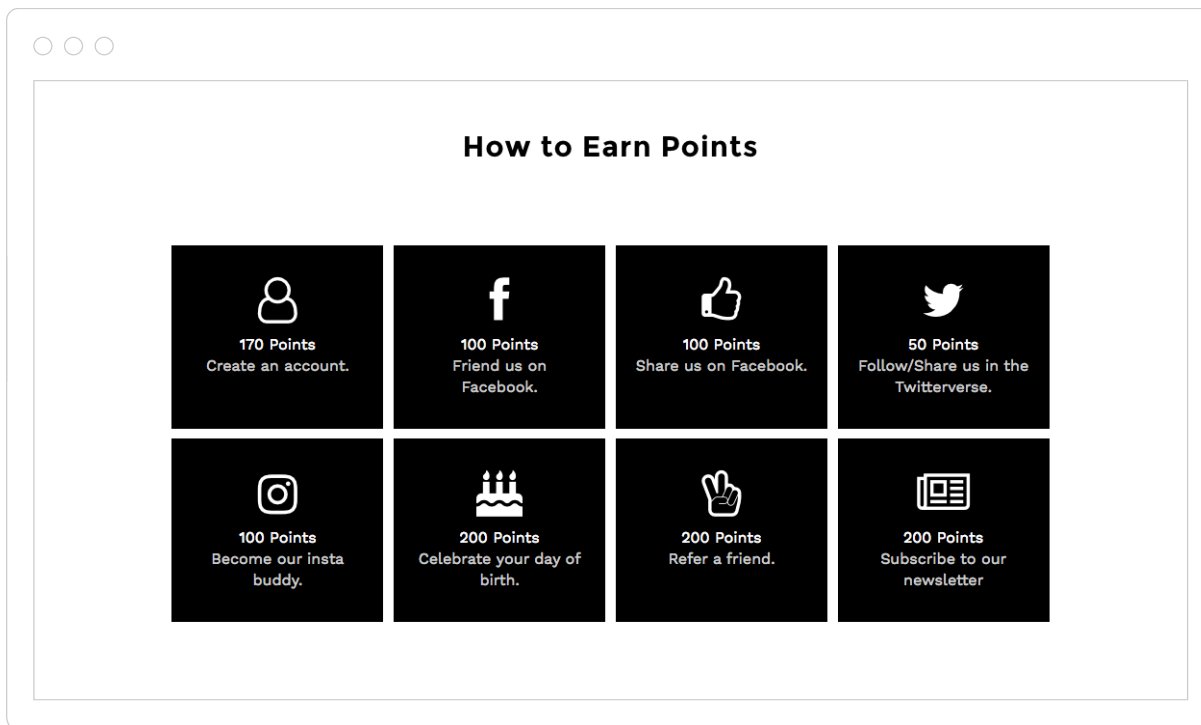 How to Earn Points
170 Points
Create an account.
100 Points
Friend us on
Facebook.
100 Points
Share us on Facebook.
50 Points
Follow/Share us in the
Twitterverse.
100 Points
Become our insta
buddy.
200 Points
Celebrate your day of
birth.
200 Points
Refer a friend.
200 Points
Subscribe to our
newsletter